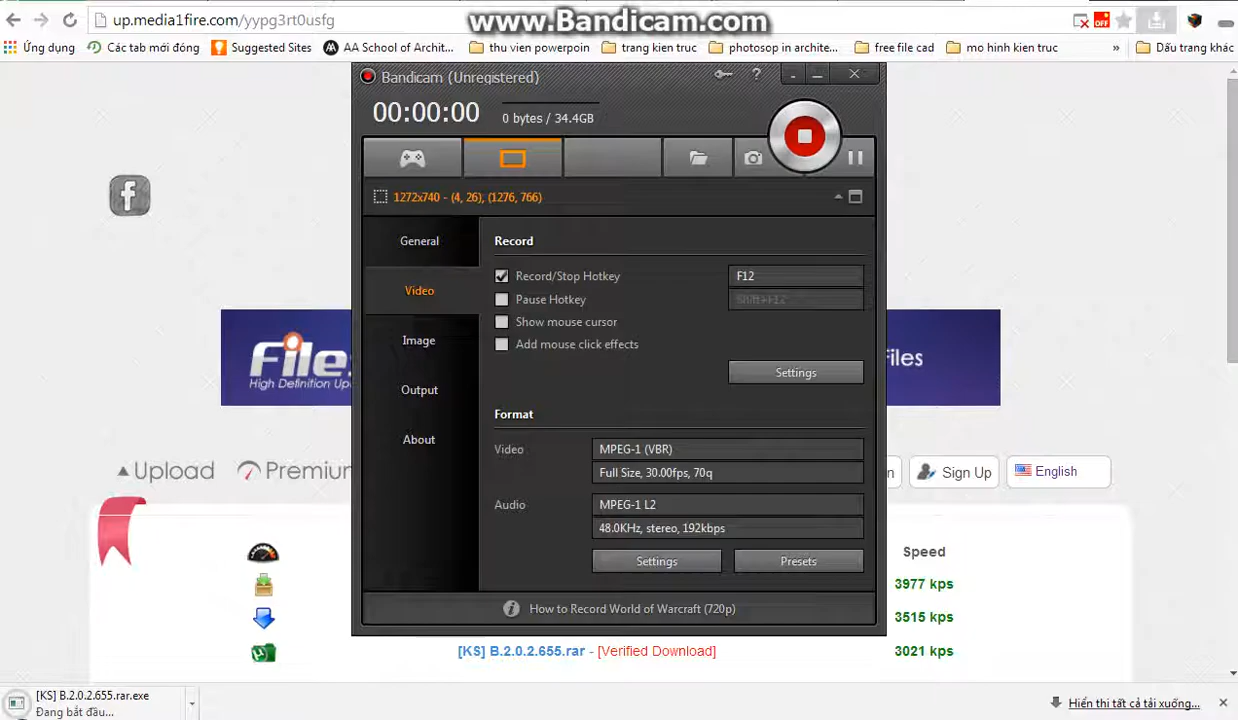 up.media1fire.com/yypg3rt0usfg
www.Bandicam.com
OFF
Ứng dụng Các tab mới đóng Suggested Sites AA School of Archit... thu vien powerpoin trang kien truc photosop in archite... free file cad mo hinh kien truc » Dấu trang khác
Bandicam (Unregistered)
00:00:00 0 bytes / 34.4GB
1272x740 - (4, 26), (1276, 766)
General
Video
Image
Output
About
Record
Record/Stop Hotkey F12
Pause Hotkey Shift+F12
Show mouse cursor
Add mouse click effects
Settings
Format
Video MPEG-1 (VBR)
Full Size, 30.00fps, 70q
Audio MPEG-1 L2
48.0KHz, stereo, 192kbps
Settings Presets
How to Record World of Warcraft (720p)
File
High Definition Up
Files
Upload Premiun
n Sign Up English
Speed
3977 kps
3515 kps
[KS] B.2.0.2.655.rar - [Verified Download] 3021 kps
[KS] B.2.0.2.655.rar.exe
Đang bắt đầu...
Hiển thị tất cả tải xuống...